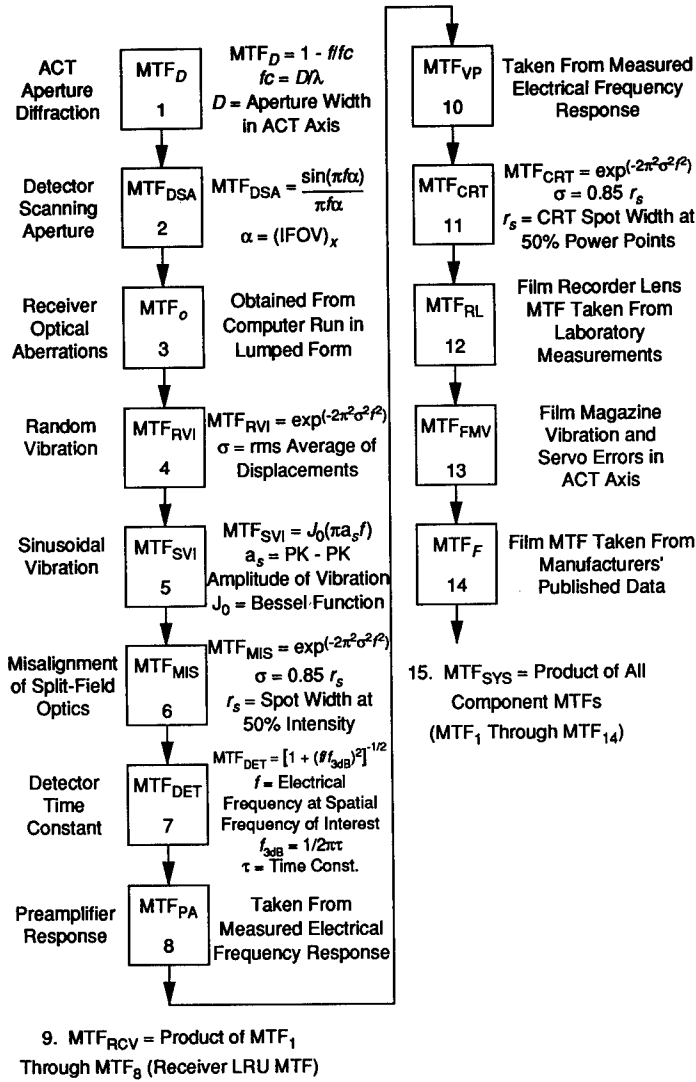 ACT
Aperture
Diffraction
MTF_D
1
MTF_D = 1 - f/fc
fc = D/λ
D = Aperture Width
in ACT Axis
Detector
Scanning
Aperture
MTF_DSA
2
MTF_DSA = sin(πfα) / πfα
α = (IFOV)_x
Receiver
Optical
Aberrations
MTF_o
3
Obtained From
Computer Run in
Lumped Form
Random
Vibration
MTF_RVI
4
MTF_RVI = exp^(-2π²σ²f²)
σ = rms Average of
Displacements
Sinusoidal
Vibration
MTF_SVI
5
MTF_SVI = J₀(πa_s f)
a_s = PK - PK
Amplitude of Vibration
J₀ = Bessel Function
Misalignment
of Split-Field
Optics
MTF_MIS
6
MTF_MIS = exp^(-2π²σ²f²)
σ = 0.85 r_s
r_s = Spot Width at
50% Intensity
Detector
Time
Constant
MTF_DET
7
MTF_DET = [1 + (f/f_3dB)²]^-1/2
f = Electrical
Frequency at Spatial
Frequency of Interest
f_3dB = 1/2πτ
τ = Time Const.
Preamplifier
Response
MTF_PA
8
Taken From
Measured Electrical
Frequency Response
9. MTF_RCV = Product of MTF₁
Through MTF₈ (Receiver LRU MTF)
MTF_VP
10
Taken From Measured
Electrical Frequency
Response
MTF_CRT
11
MTF_CRT = exp^(-2π²σ²f²)
σ = 0.85 r_s
r_s = CRT Spot Width at
50% Power Points
MTF_RL
12
Film Recorder Lens
MTF Taken From
Laboratory
Measurements
MTF_FMV
13
Film Magazine
Vibration and
Servo Errors in
ACT Axis
MTF_F
14
Film MTF Taken From
Manufacturers'
Published Data
15. MTF_SYS = Product of All
Component MTFs
(MTF₁ Through MTF₁₄)